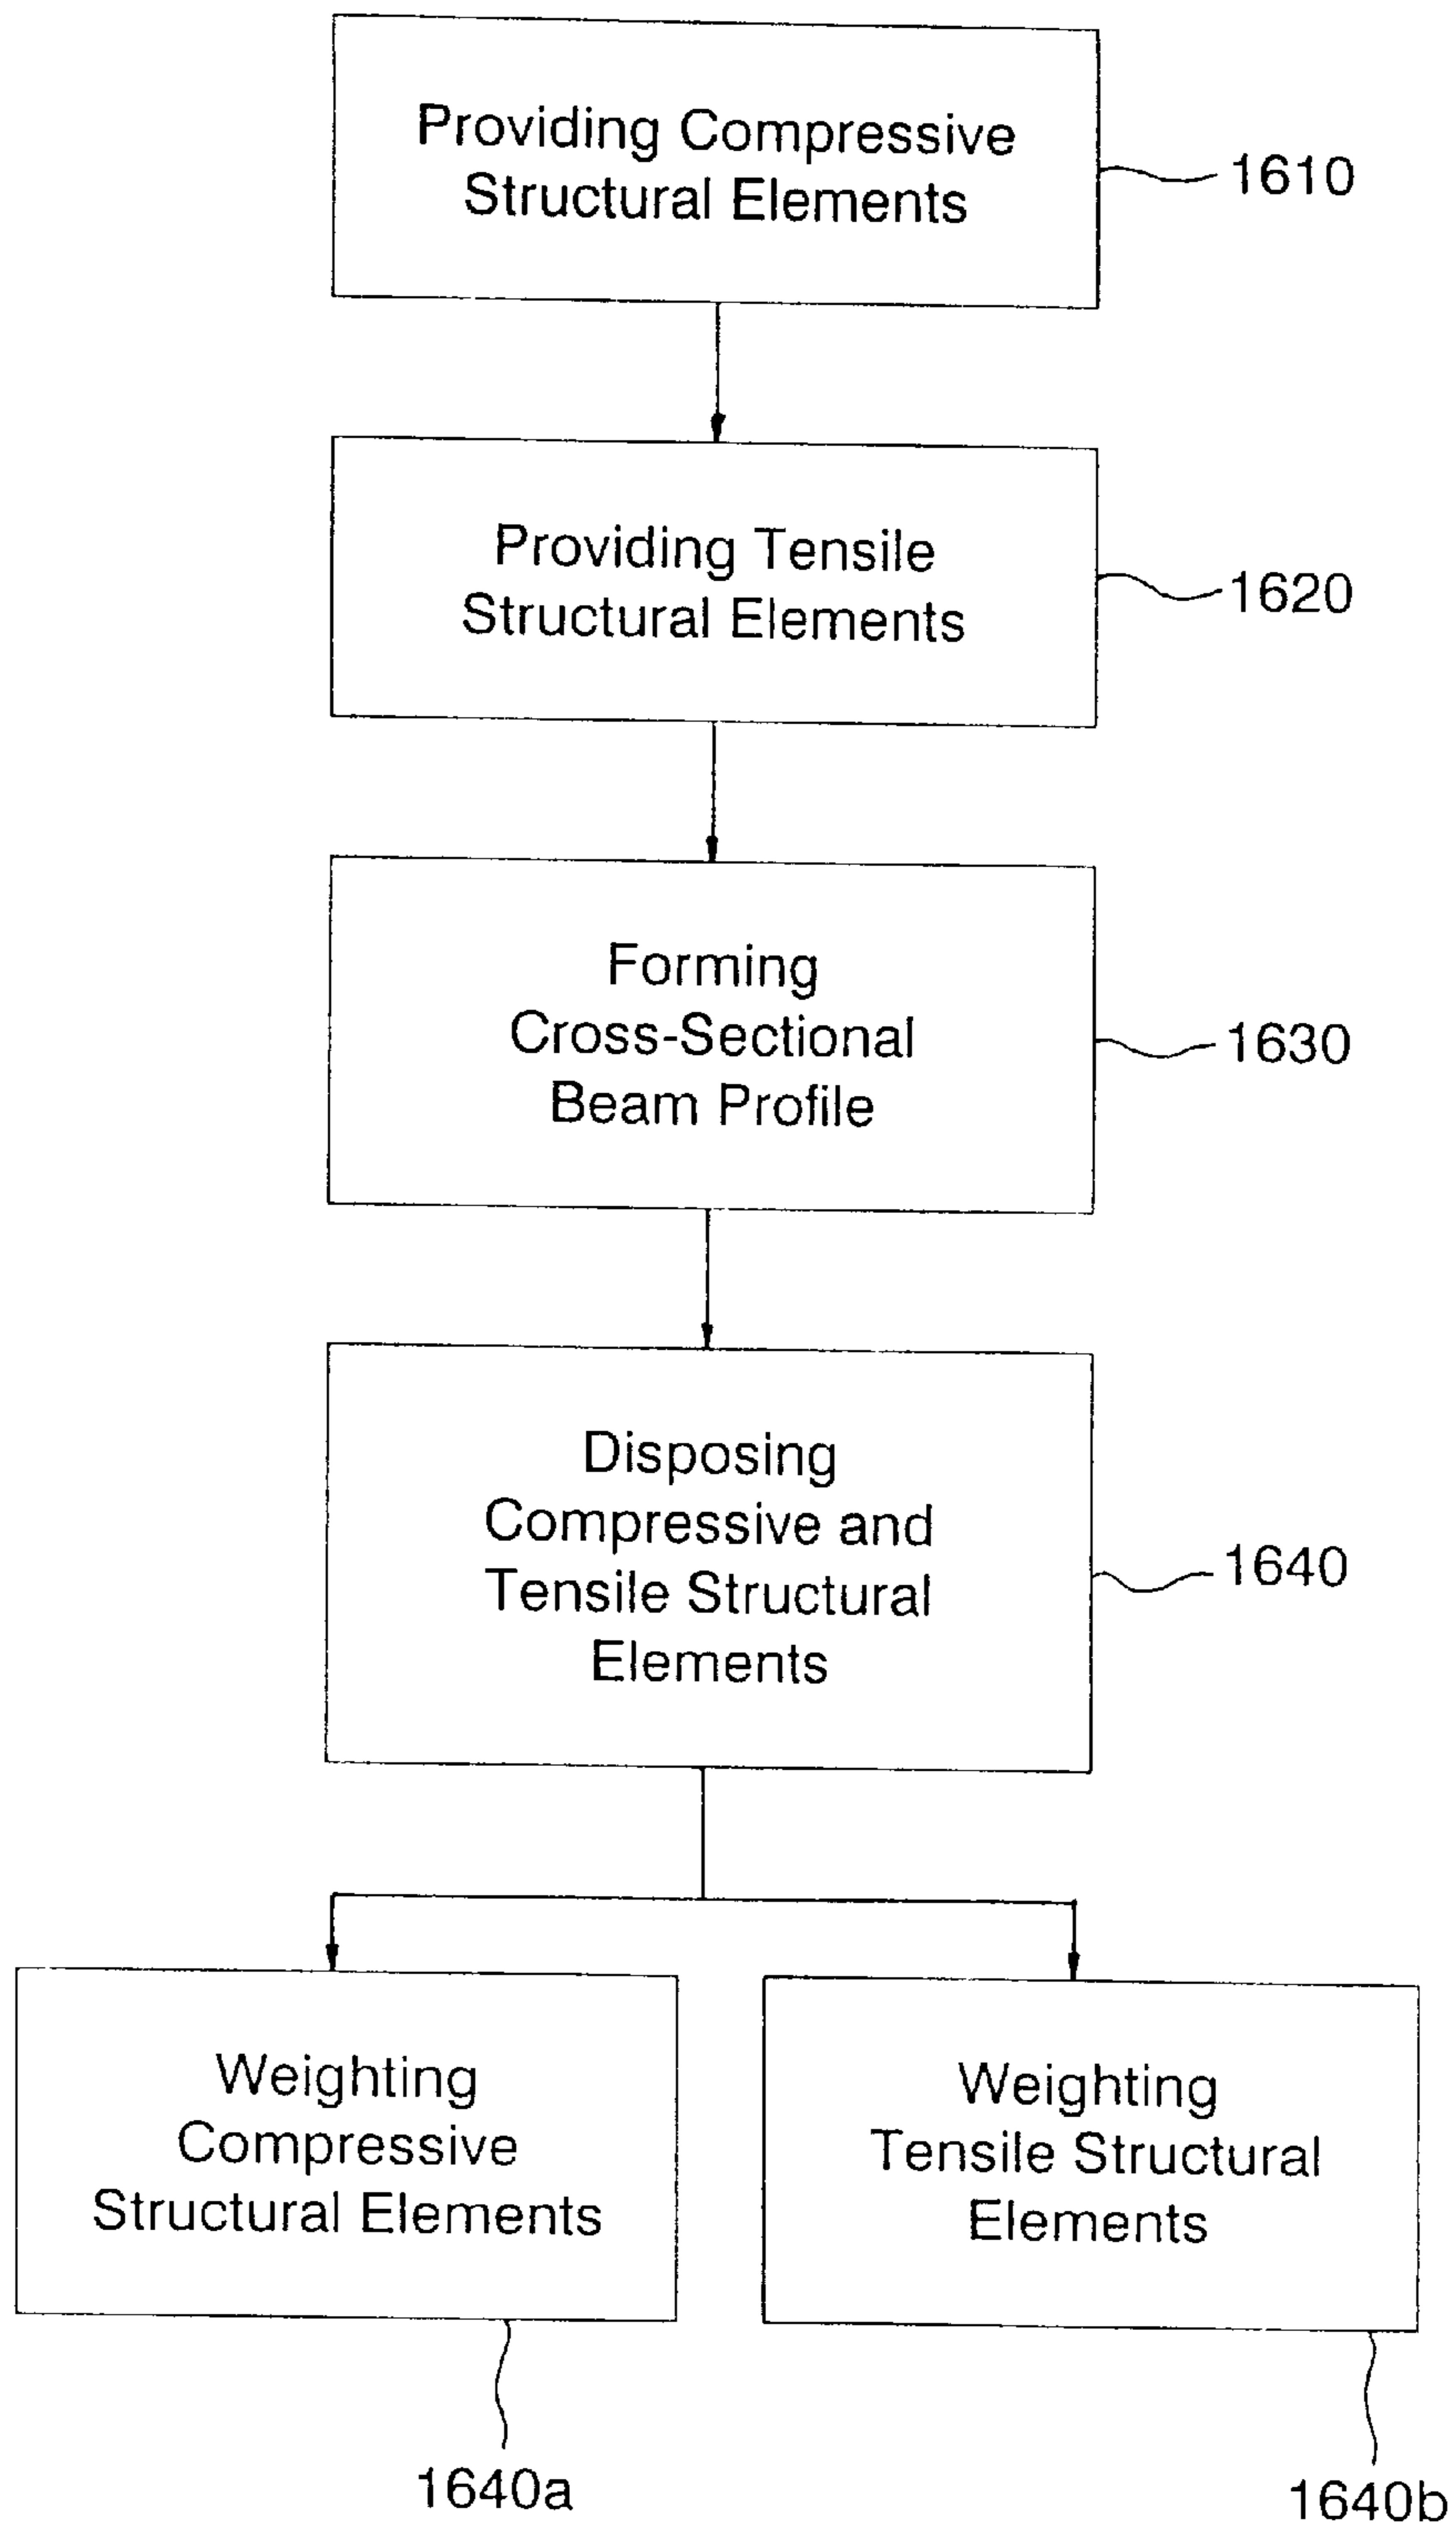 Providing Compressive
Structural Elements
1610
Providing Tensile
Structural Elements
1620
Forming
Cross-Sectional
Beam Profile
1630
Disposing
Compressive and
Tensile Structural
Elements
1640
Weighting
Compressive
Structural Elements
1640a
Weighting
Tensile Structural
Elements
1640b